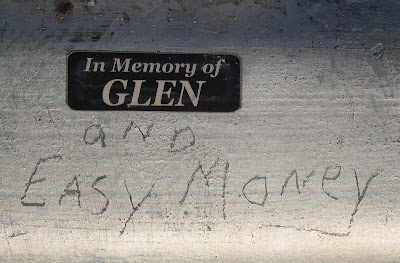 In Memory of
GLEN
AND
EASy MoNey